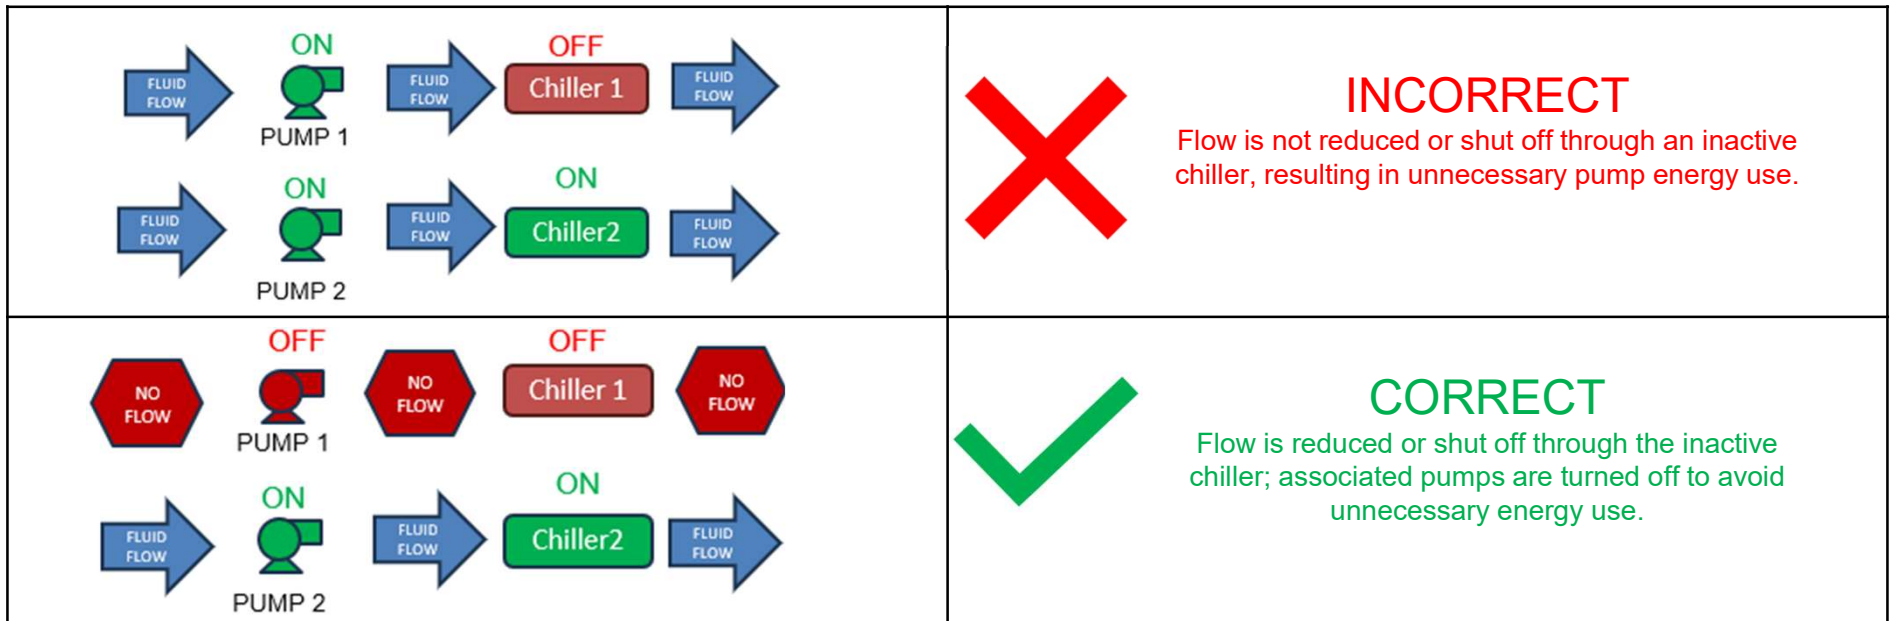 ON
OFF
FLUID
FLOW
FLUID
FLOW
Chiller 1
FLUID
FLOW
PUMP 1
ON
ON
FLUID
FLOW
FLUID
FLOW
Chiller2
FLUID
FLOW
PUMP 2
INCORRECT
Flow is not reduced or shut off through an inactive
chiller, resulting in unnecessary pump energy use.
OFF
OFF
NO
FLOW
NO
FLOW
Chiller 1
NO
FLOW
PUMP 1
ON
ON
FLUID
FLOW
FLUID
FLOW
Chiller2
FLUID
FLOW
PUMP 2
CORRECT
Flow is reduced or shut off through the inactive
chiller; associated pumps are turned off to avoid
unnecessary energy use.